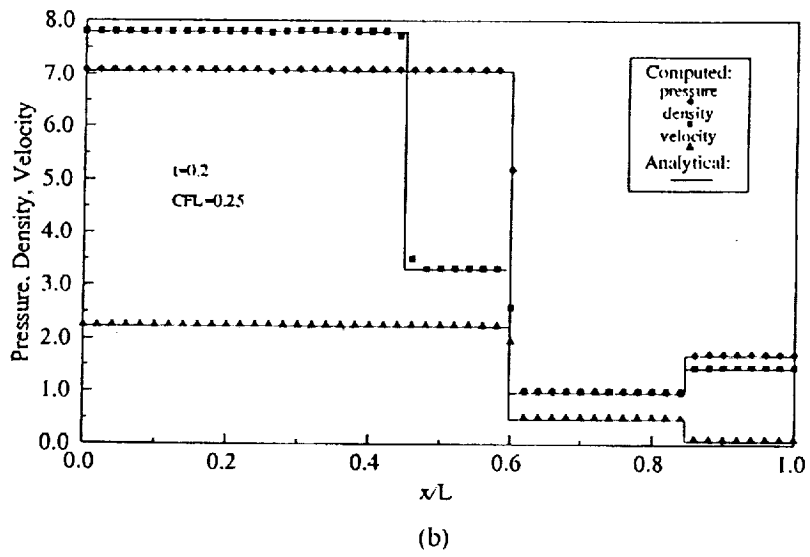 8.0
7.0
6.0
5.0
4.0
3.0
2.0
1.0
0.0
Pressure, Density, Velocity
t=0.2
CFL=0.25
Computed:
pressure
density
velocity
Analytical:
0.0 0.2 0.4 0.6 0.8 1.0
x/L
(b)